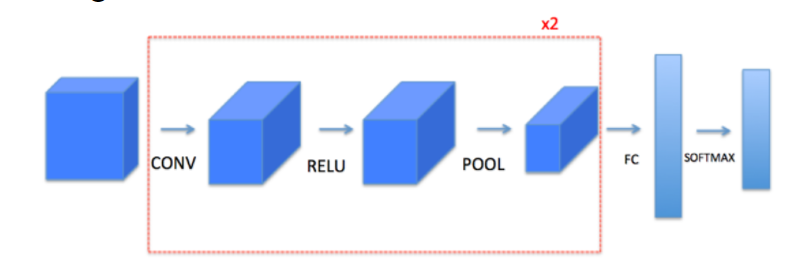 x2
CONV
RELU
POOL
FC
SOFTMAX